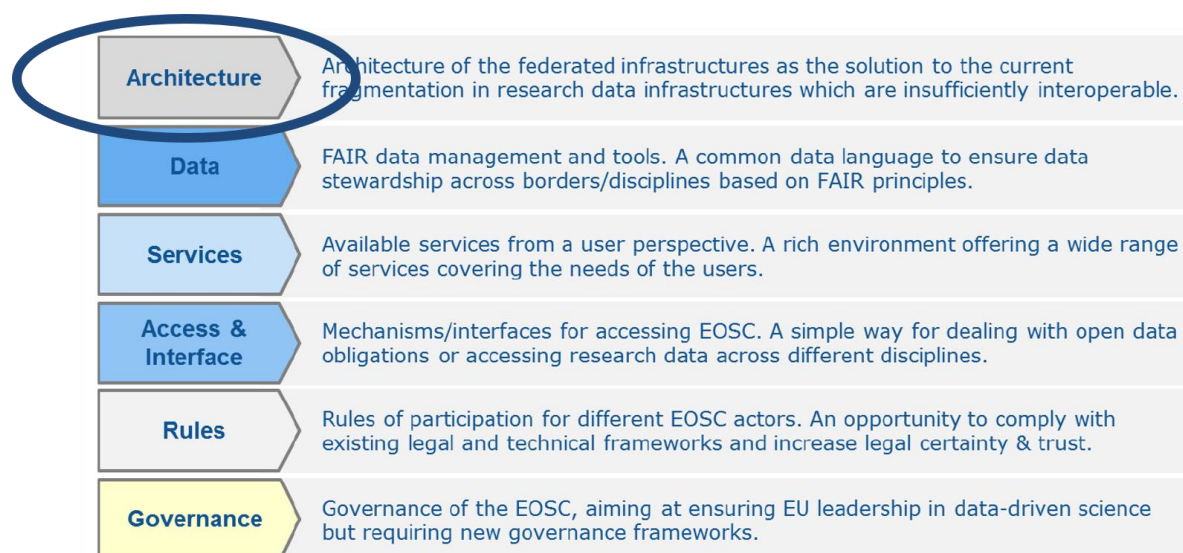 Architecture
Architecture of the federated infrastructures as the solution to the current
fragmentation in research data infrastructures which are insufficiently interoperable.
Data
FAIR data management and tools. A common data language to ensure data
stewardship across borders/disciplines based on FAIR principles.
Services
Available services from a user perspective. A rich environment offering a wide range
of services covering the needs of the users.
Access &
Interface
Mechanisms/interfaces for accessing EOSC. A simple way for dealing with open data
obligations or accessing research data across different disciplines.
Rules
Rules of participation for different EOSC actors. An opportunity to comply with
existing legal and technical frameworks and increase legal certainty & trust.
Governance
Governance of the EOSC, aiming at ensuring EU leadership in data-driven science
but requiring new governance frameworks.